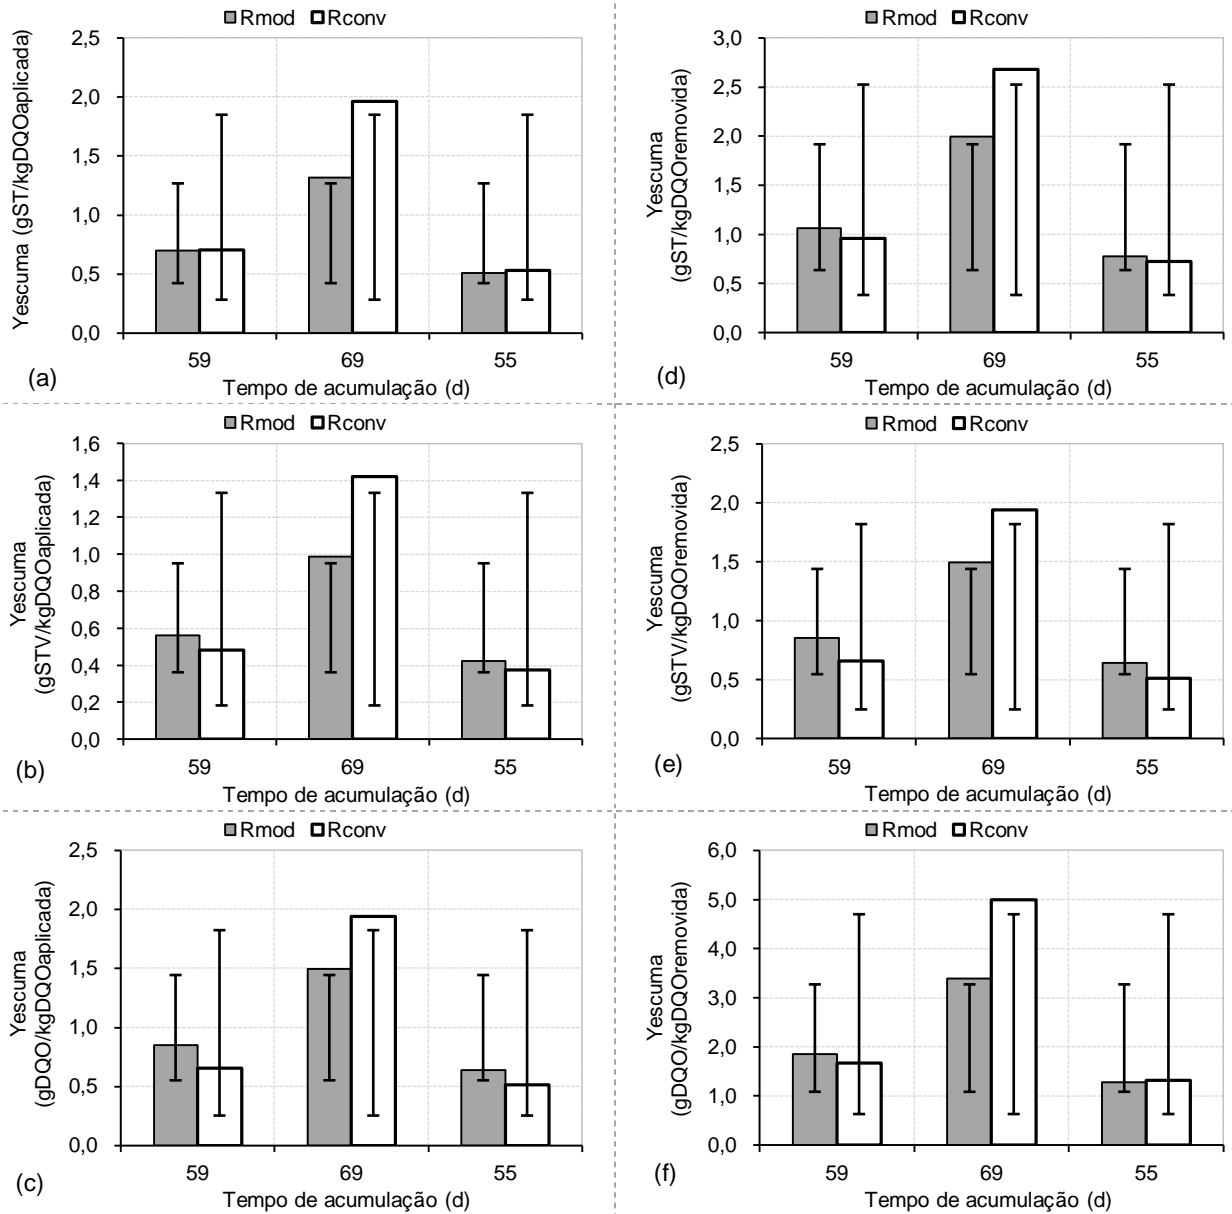 Rmod Rconv
Yescuma (gST/kgDQOaplicada)
2,5
2,0
1,5
1,0
0,5
0,0
59 69 55
Tempo de acumulação (d)
(a)
Rmod Rconv
Yescuma
(gST/kgDQOremovida)
3,0
2,5
2,0
1,5
1,0
0,5
0,0
59 69 55
Tempo de acumulação (d)
(d)
Rmod Rconv
Yescuma
(gSTV/kgDQOaplicada)
1,6
1,4
1,2
1,0
0,8
0,6
0,4
0,2
0,0
59 69 55
Tempo de acumulação (d)
(b)
Rmod Rconv
Yescuma
(gSTV/kgDQOremovida)
2,5
2,0
1,5
1,0
0,5
0,0
59 69 55
Tempo de acumulação (d)
(e)
Rmod Rconv
Yescuma
(gDQO/kgDQOaplicada)
2,5
2,0
1,5
1,0
0,5
0,0
59 69 55
Tempo de acumulação (d)
(c)
Rmod Rconv
Yescuma
(gDQO/kgDQOremovida)
6,0
5,0
4,0
3,0
2,0
1,0
0,0
59 69 55
Tempo de acumulação (d)
(f)